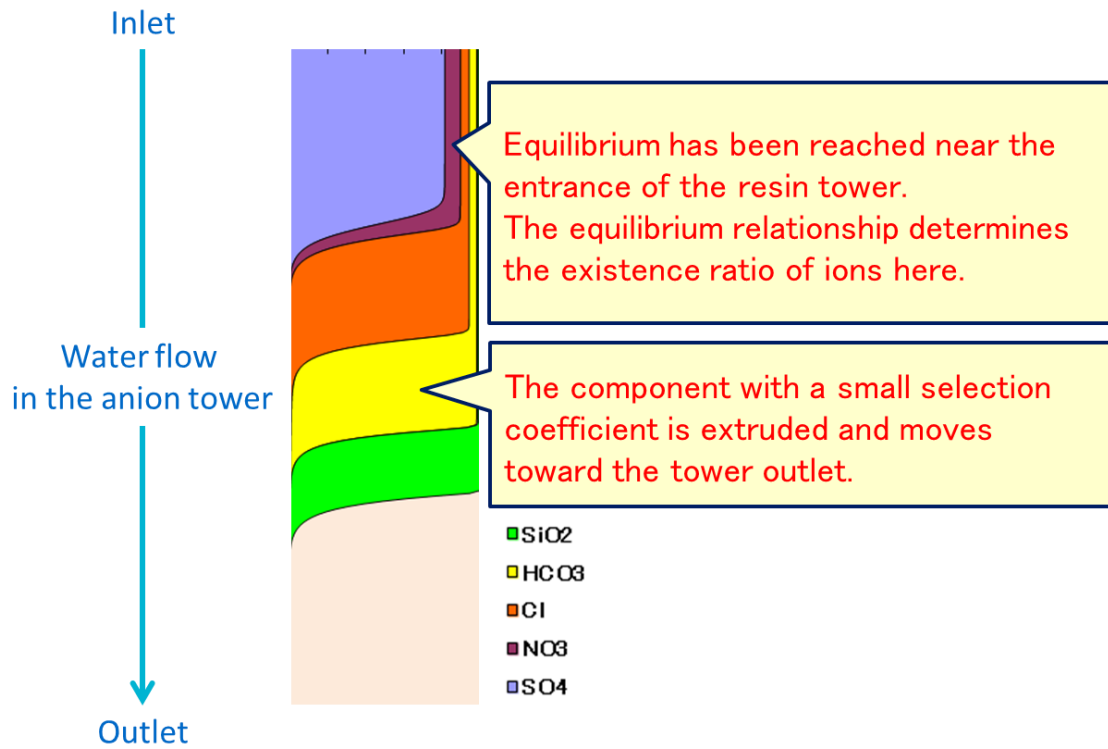 Inlet
Equilibrium has been reached near the
entrance of the resin tower.
The equilibrium relationship determines
the existence ratio of ions here.
Water flow
in the anion tower
The component with a small selection
coefficient is extruded and moves
toward the tower outlet.
SiO2
HCO3
Cl
NO3
SO4
Outlet